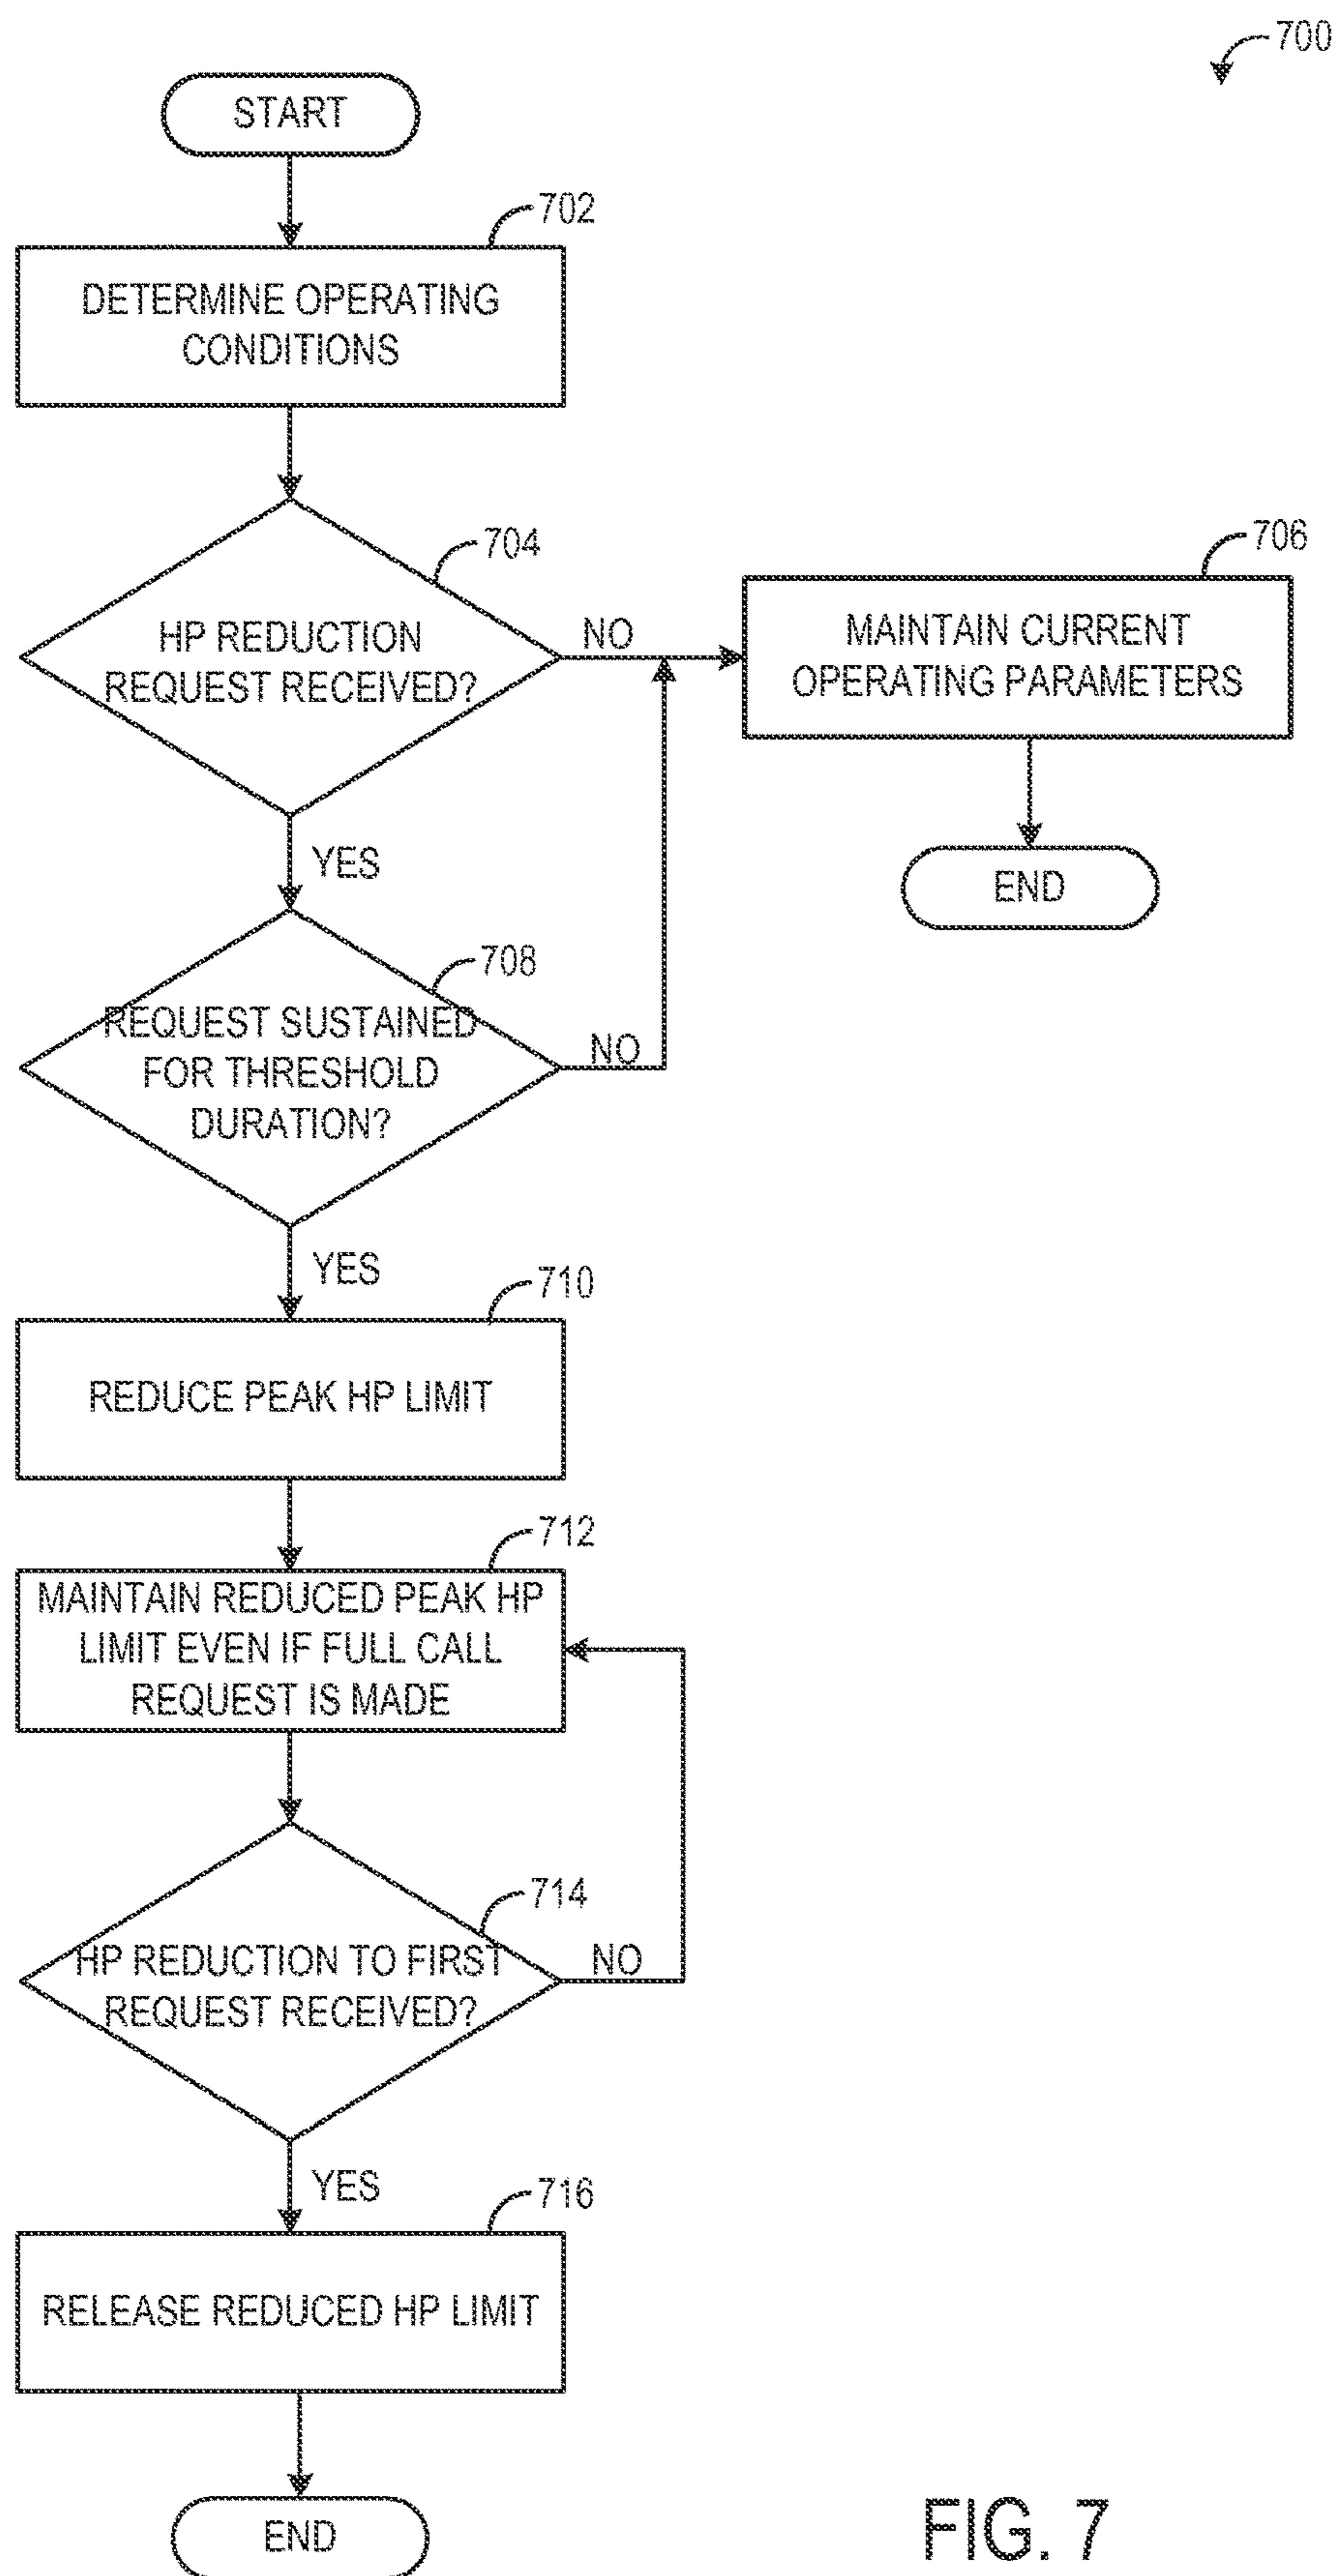 700
START
702
DETERMINE OPERATING
CONDITIONS
704
HP REDUCTION
REQUEST RECEIVED?
NO
706
MAINTAIN CURRENT
OPERATING PARAMETERS
END
YES
708
REQUEST SUSTAINED
FOR THRESHOLD
DURATION?
NO
YES
710
REDUCE PEAK HP LIMIT
712
MAINTAIN REDUCED PEAK HP
LIMIT EVEN IF FULL CALL
REQUEST IS MADE
714
HP REDUCTION TO FIRST
REQUEST RECEIVED?
NO
YES
716
RELEASE REDUCED HP LIMIT
END
FIG. 7